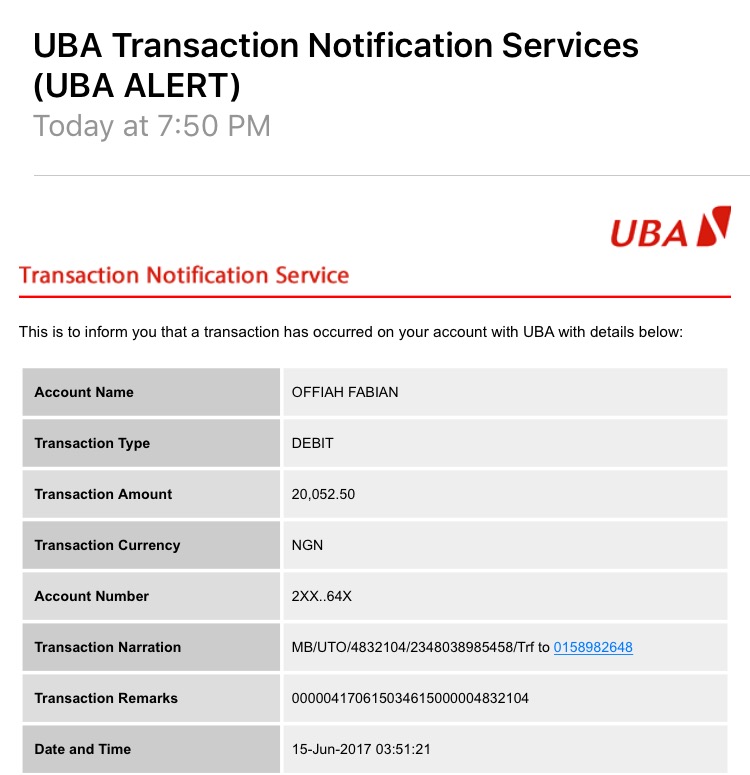 UBA Transaction Notification Services
(UBA ALERT)
Today at 7:50 PM
UBA
Transaction Notification Service
This is to inform you that a transaction has occurred on your account with UBA with details below:
Account Name OFFIAH FABIAN
Transaction Type DEBIT
Transaction Amount 20,052.50
Transaction Currency NGN
Account Number 2XX..64X
Transaction Narration MB/UTO/4832104/2348038985458/Trf to 0158982648
Transaction Remarks 000004170615034615000004832104
Date and Time 15-Jun-2017 03:51:21